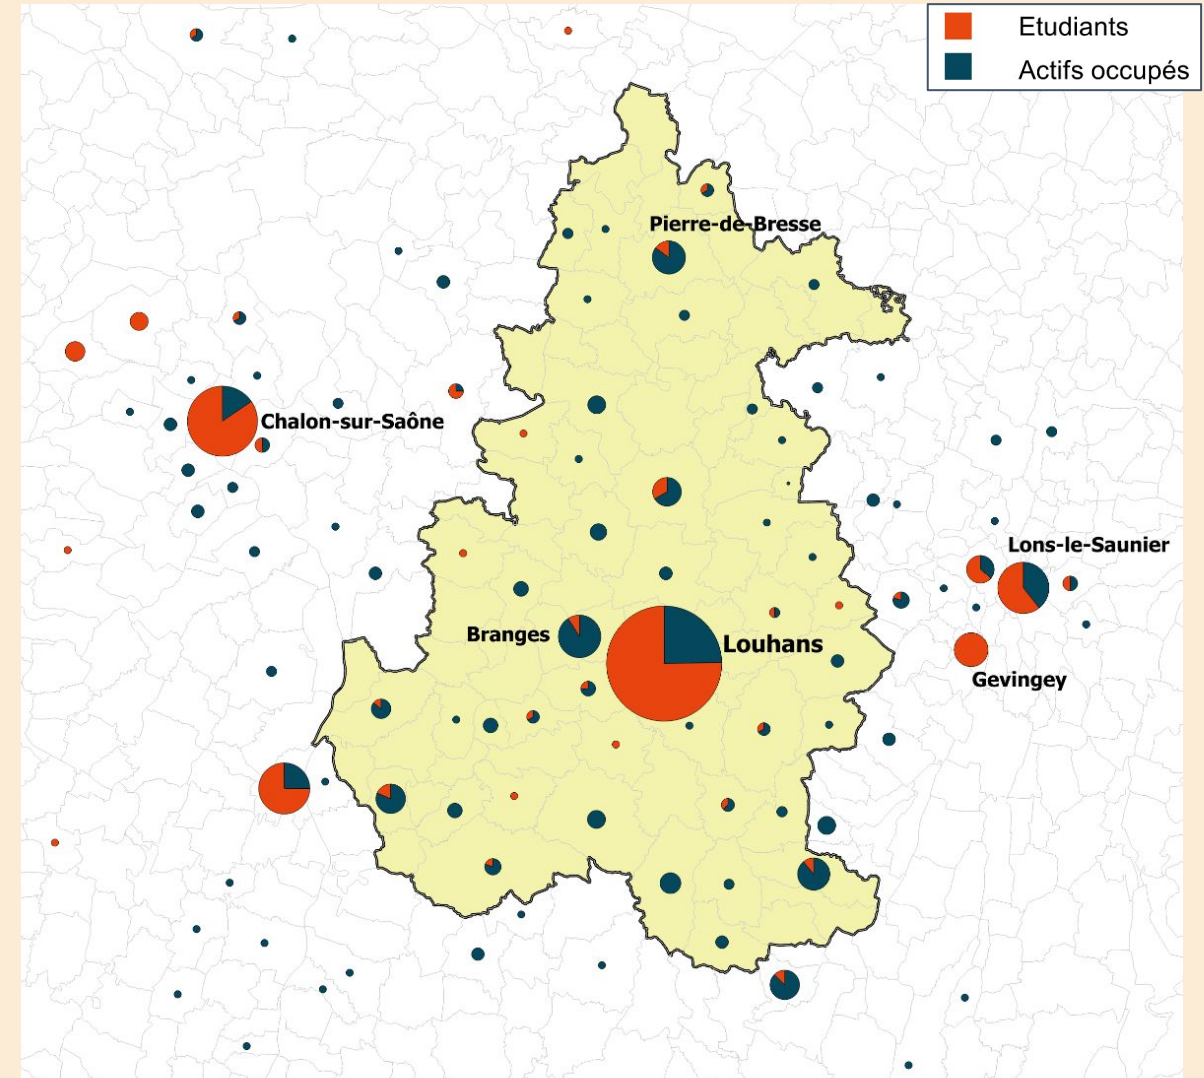 Etudiants
Actifs occupés
Pierre-de-Bresse
Chalon-sur-Saône
Lons-le-Saunier
Branges
Louhans
Gevingey